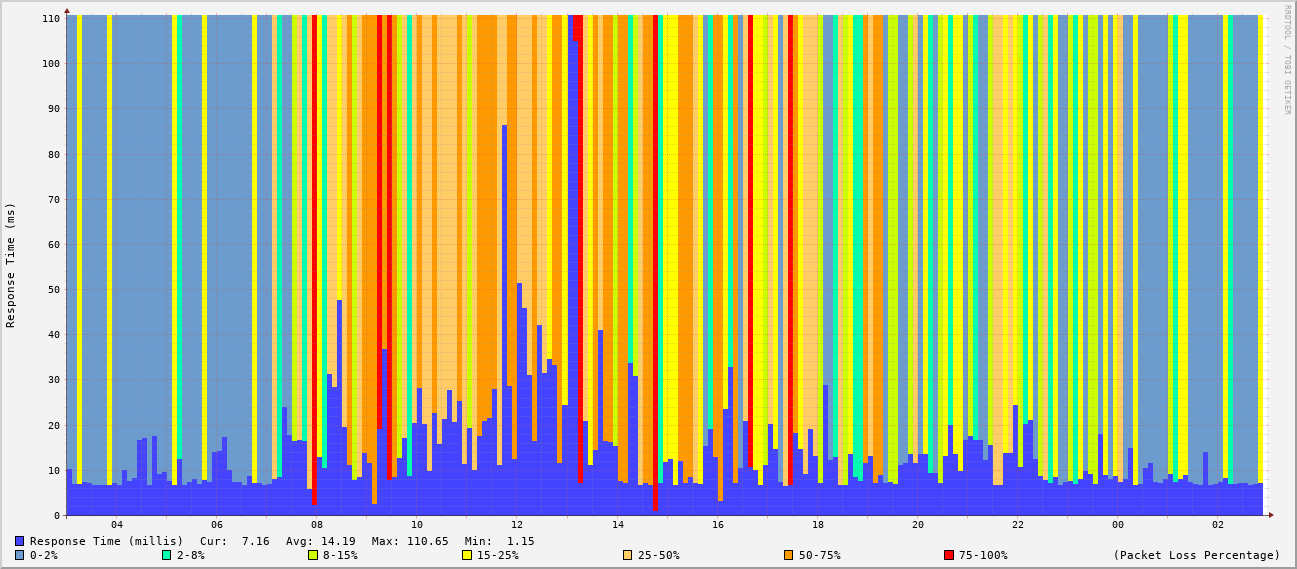 RRDTOOL / TOBI OETIKER
Response Time (ms)
110
100
90
80
70
60
50
40
30
20
10
0
04 06 08 10 12 14 16 18 20 22 00 02
Response Time (millis) Cur: 7.16 Avg: 14.19 Max: 110.65 Min: 1.15
0-2% 2-8% 8-15% 15-25% 25-50% 50-75% 75-100% (Packet Loss Percentage)